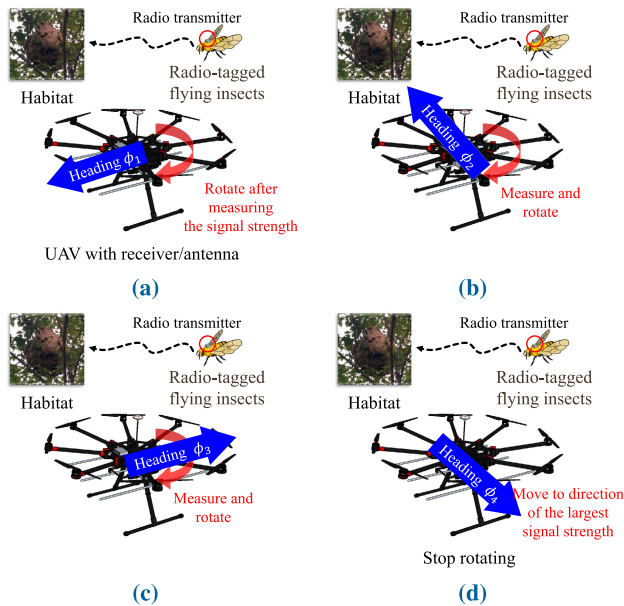 Radio transmitter
Habitat
Radio-tagged
flying insects
Heading ϕ1
Rotate after
measuring
the signal strength
UAV with receiver/antenna
(a)
Radio transmitter
Habitat
Radio-tagged
flying insects
Heading ϕ2
Measure and
rotate
(b)
Radio transmitter
Habitat
Radio-tagged
flying insects
Heading ϕ3
Measure and
rotate
(c)
Radio transmitter
Habitat
Radio-tagged
flying insects
Heading ϕ4
Move to direction
of the largest
signal strength
Stop rotating
(d)